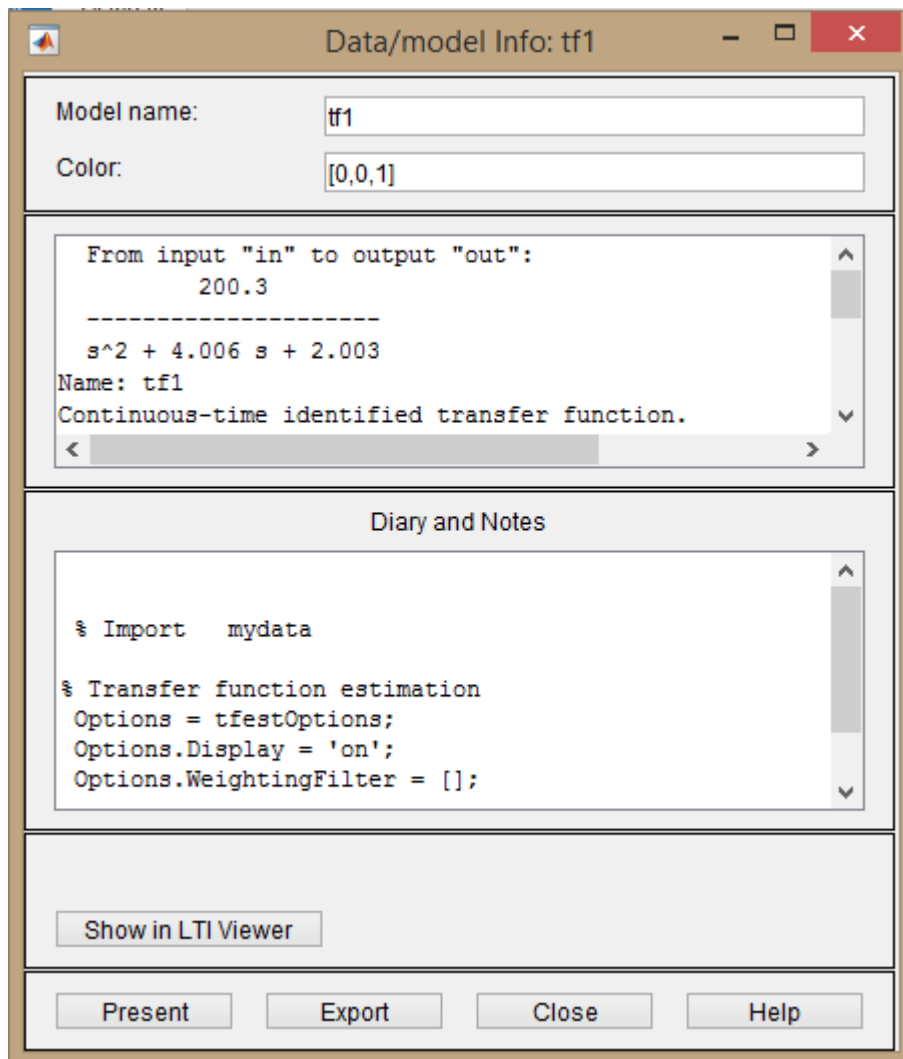 Data/model Info: tf1
Model name:
tf1
Color:
[0,0,1]
From input "in" to output "out":
200.3
---------------------
s^2 + 4.006 s + 2.003
Name: tf1
Continuous-time identified transfer function.
Diary and Notes
% Import mydata
% Transfer function estimation
Options = tfestOptions;
Options.Display = 'on';
Options.WeightingFilter = [];
Show in LTI Viewer
Present Export Close Help